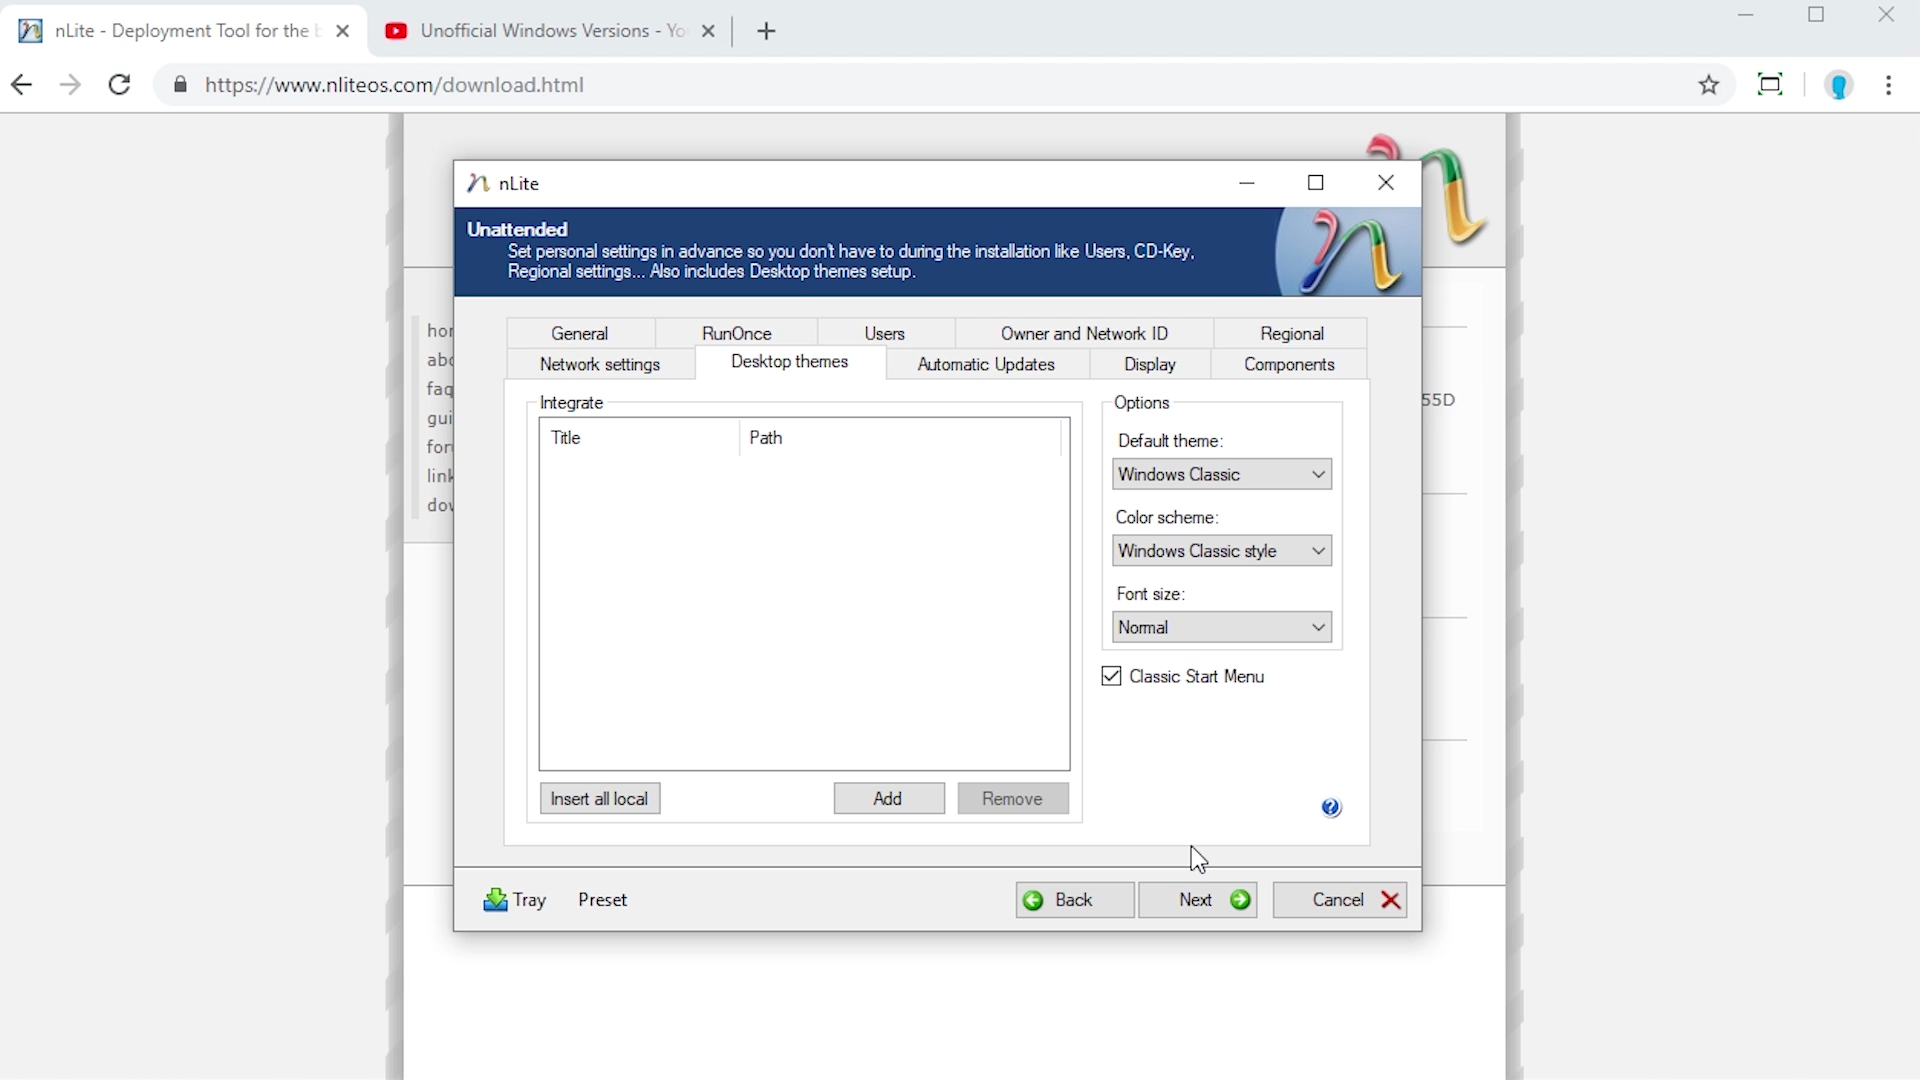 nLite - Deployment Tool for the b
Unofficial Windows Versions - Yo
https://www.nliteos.com/download.html
nLite
Unattended
Set personal settings in advance so you don't have to during the installation like Users, CD-Key,
Regional settings... Also includes Desktop themes setup.
General RunOnce Users Owner and Network ID Regional
Network settings Desktop themes Automatic Updates Display Components
Integrate
Title Path
Options
Default theme:
Windows Classic
Color scheme:
Windows Classic style
Font size:
Normal
Classic Start Menu
Insert all local Add Remove
Tray Preset Back Next Cancel
55D